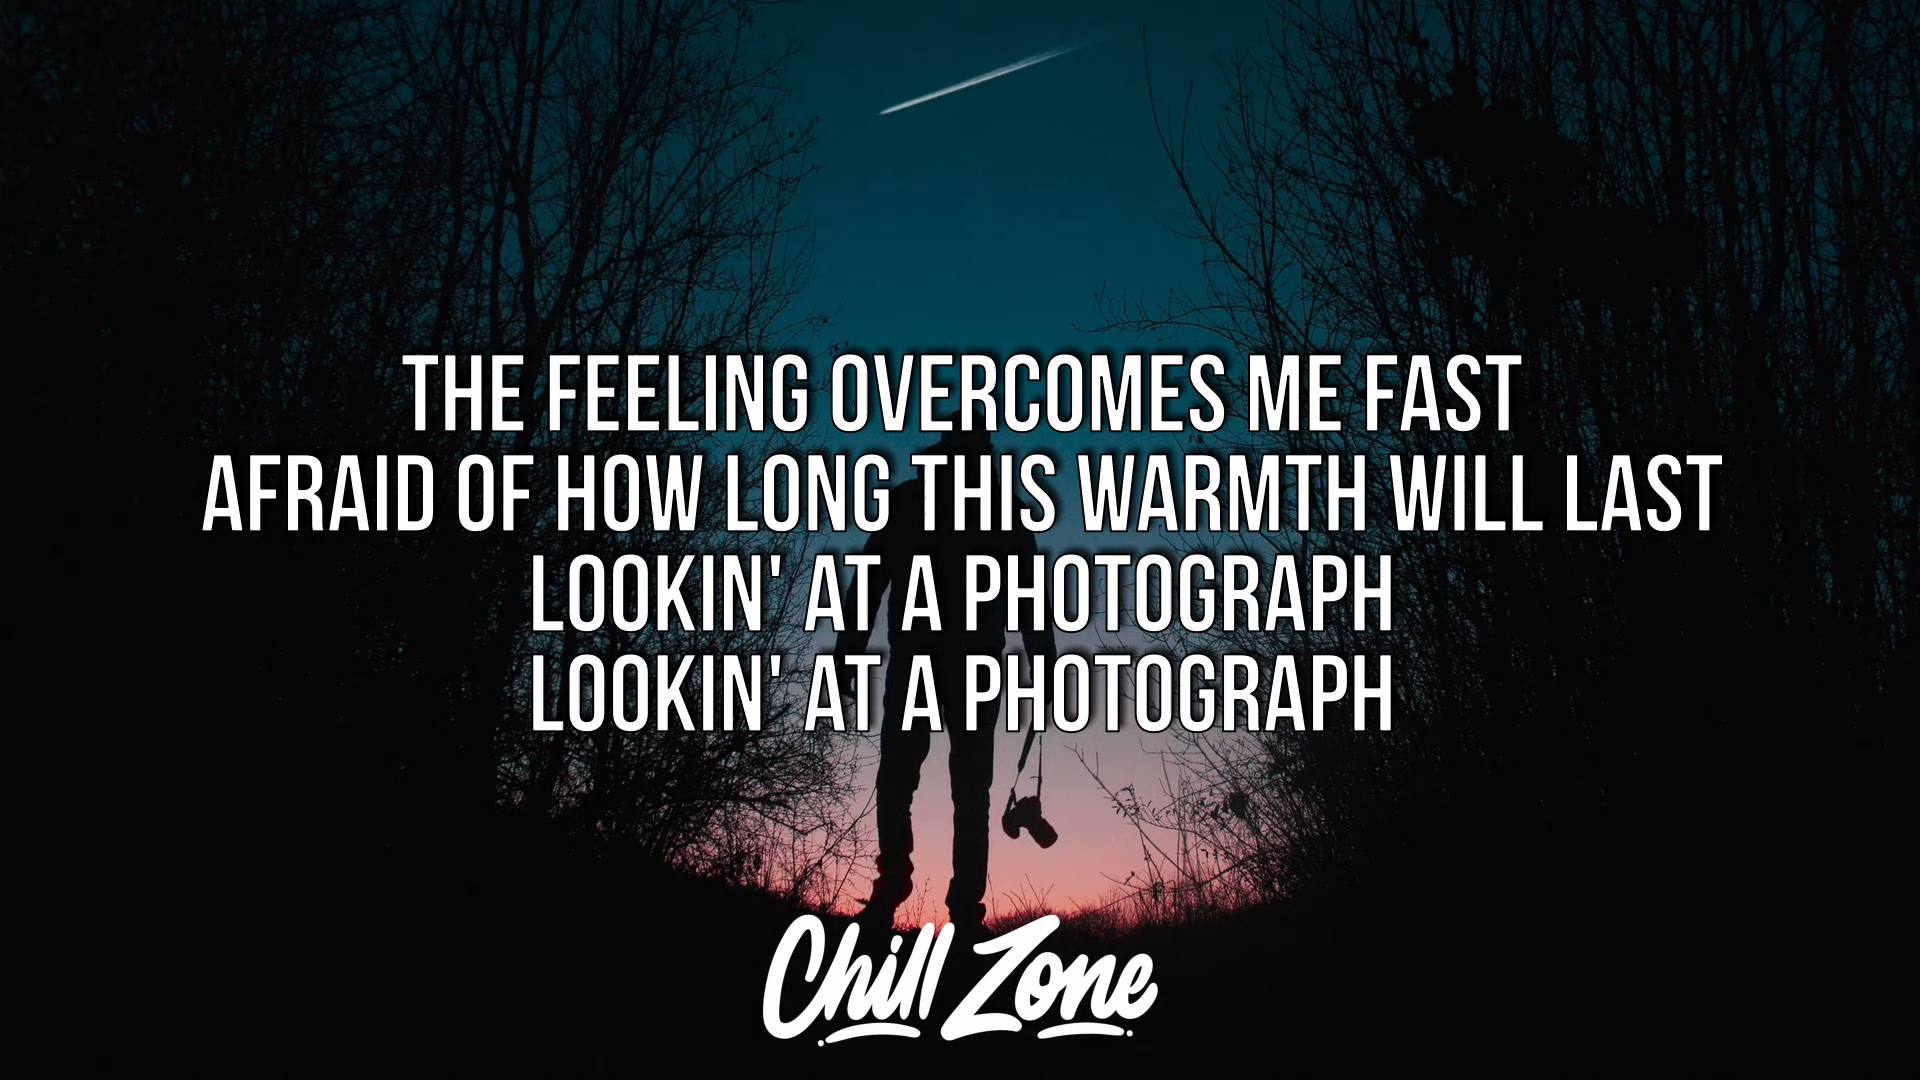 THE FEELING OVERCOMES ME FAST
AFRAID OF HOW LONG THIS WARMTH WILL LAST
LOOKIN' AT A PHOTOGRAPH
LOOKIN' AT A PHOTOGRAPH
Chill Zone